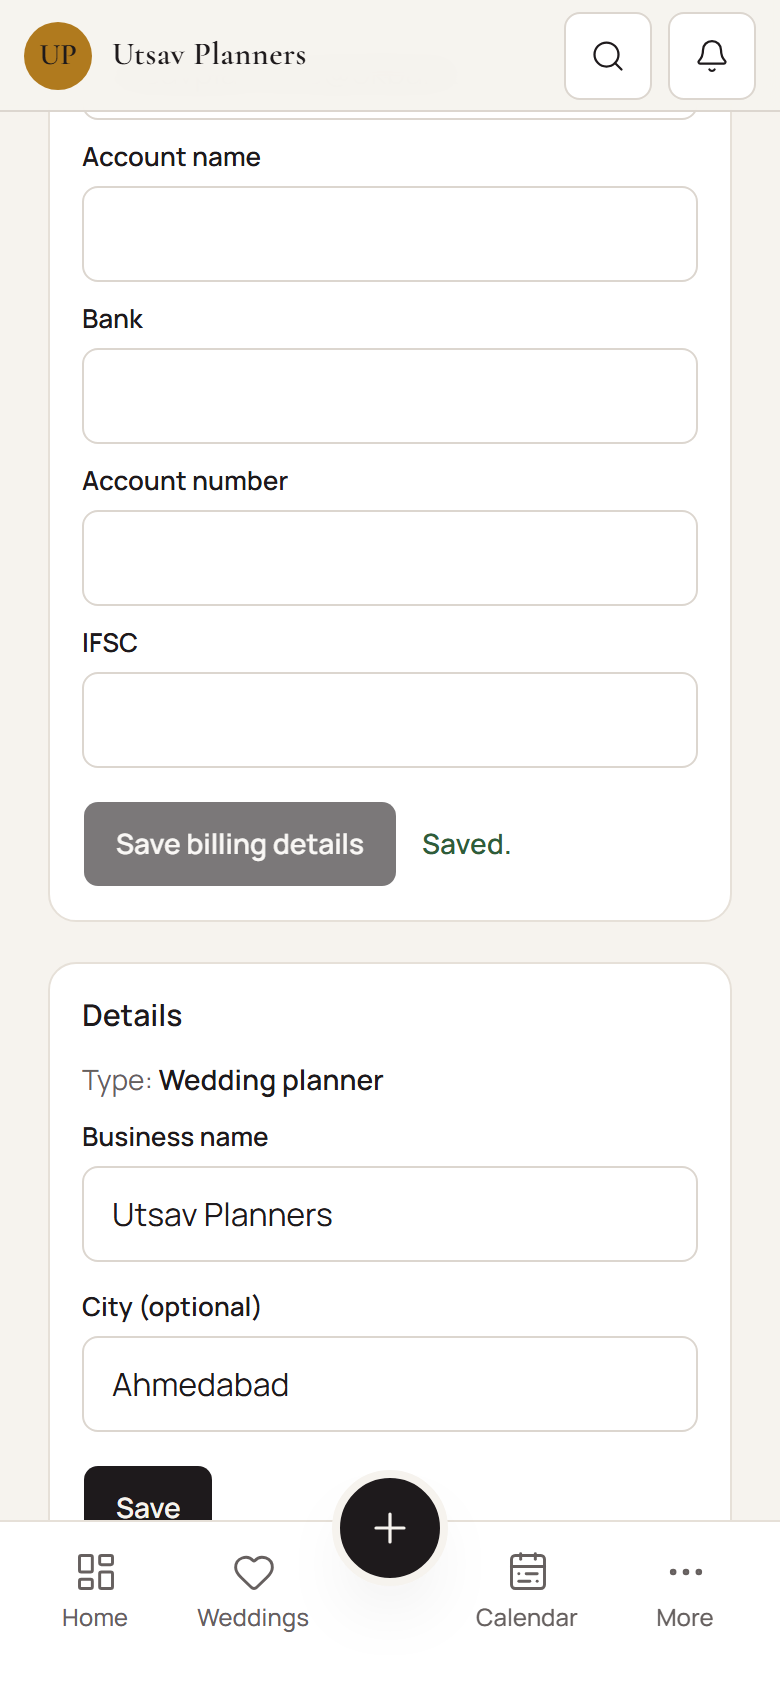 UP Utsav Planners
Account name
Bank
Account number
IFSC
Save billing details Saved.
Details
Type: Wedding planner
Business name
Utsav Planners
City (optional)
Ahmedabad
Save
Home Weddings Calendar More